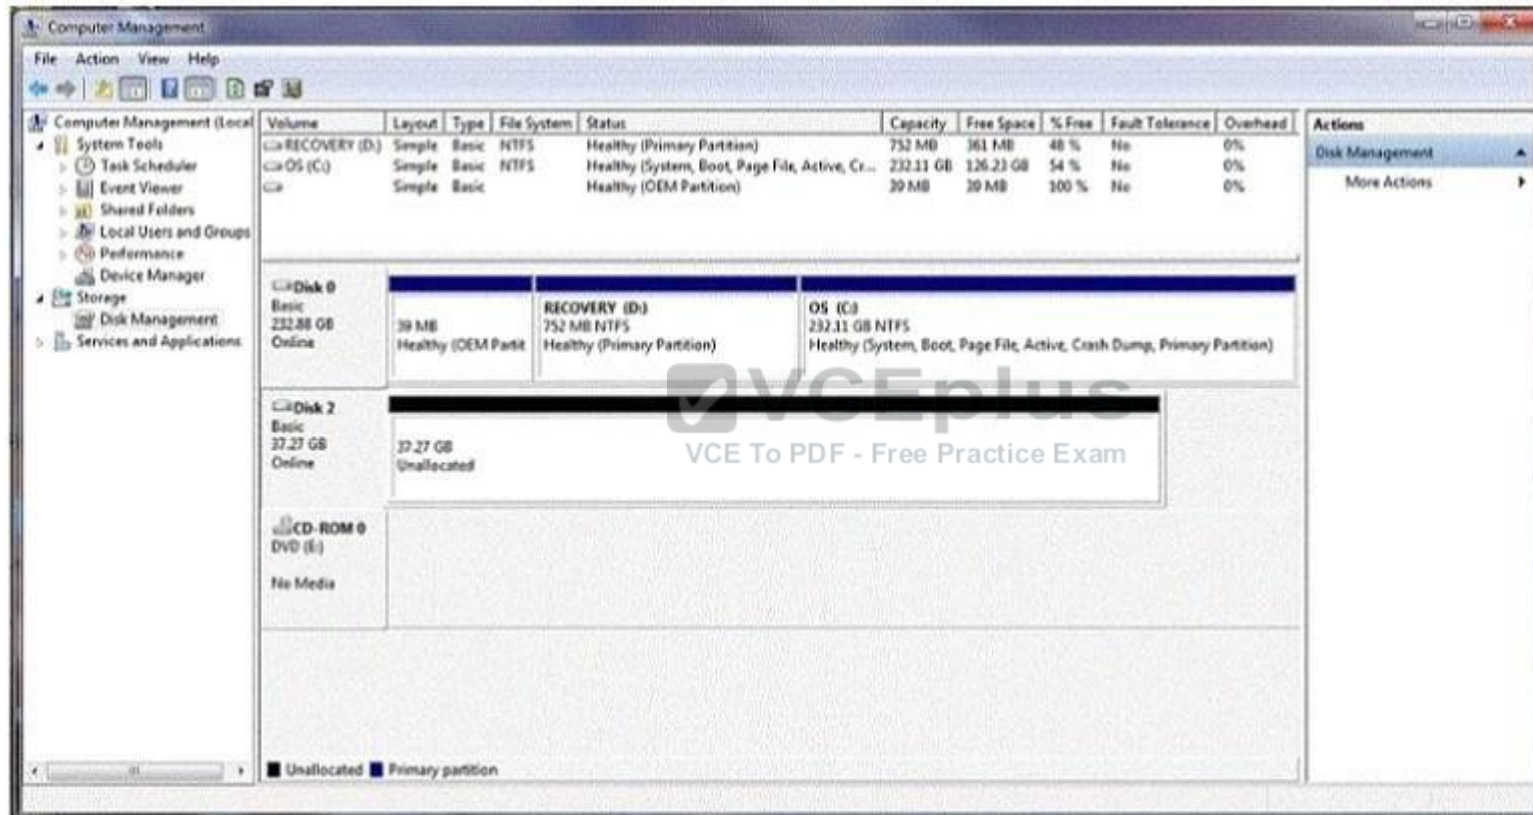 Computer Management
File Action View Help
Computer Management (Local
System Tools
Task Scheduler
Event Viewer
Shared Folders
Local Users and Groups
Performance
Device Manager
Storage
Disk Management
Services and Applications
Volume Layout Type File System Status Capacity Free Space % Free Fault Tolerance Overhead
RECOVERY (D:) Simple Basic NTFS Healthy (Primary Partition) 752 MB 361 MB 48 % No 0%
OS (C:) Simple Basic NTFS Healthy (System, Boot, Page File, Active, Cr... 232.11 GB 126.23 GB 54 % No 0%
Simple Basic Healthy (OEM Partition) 39 MB 39 MB 100 % No 0%
Disk 0
Basic
232.88 GB
Online
39 MB
Healthy (OEM Partit
RECOVERY (D:)
752 MB NTFS
Healthy (Primary Partition)
OS (C:)
232.11 GB NTFS
Healthy (System, Boot, Page File, Active, Crash Dump, Primary Partition)
Disk 2
Basic
37.27 GB
Online
37.27 GB
Unallocated
VCEplus
VCE To PDF - Free Practice Exam
CD-ROM 0
DVD (E:)
No Media
Unallocated Primary partition
Actions
Disk Management
More Actions